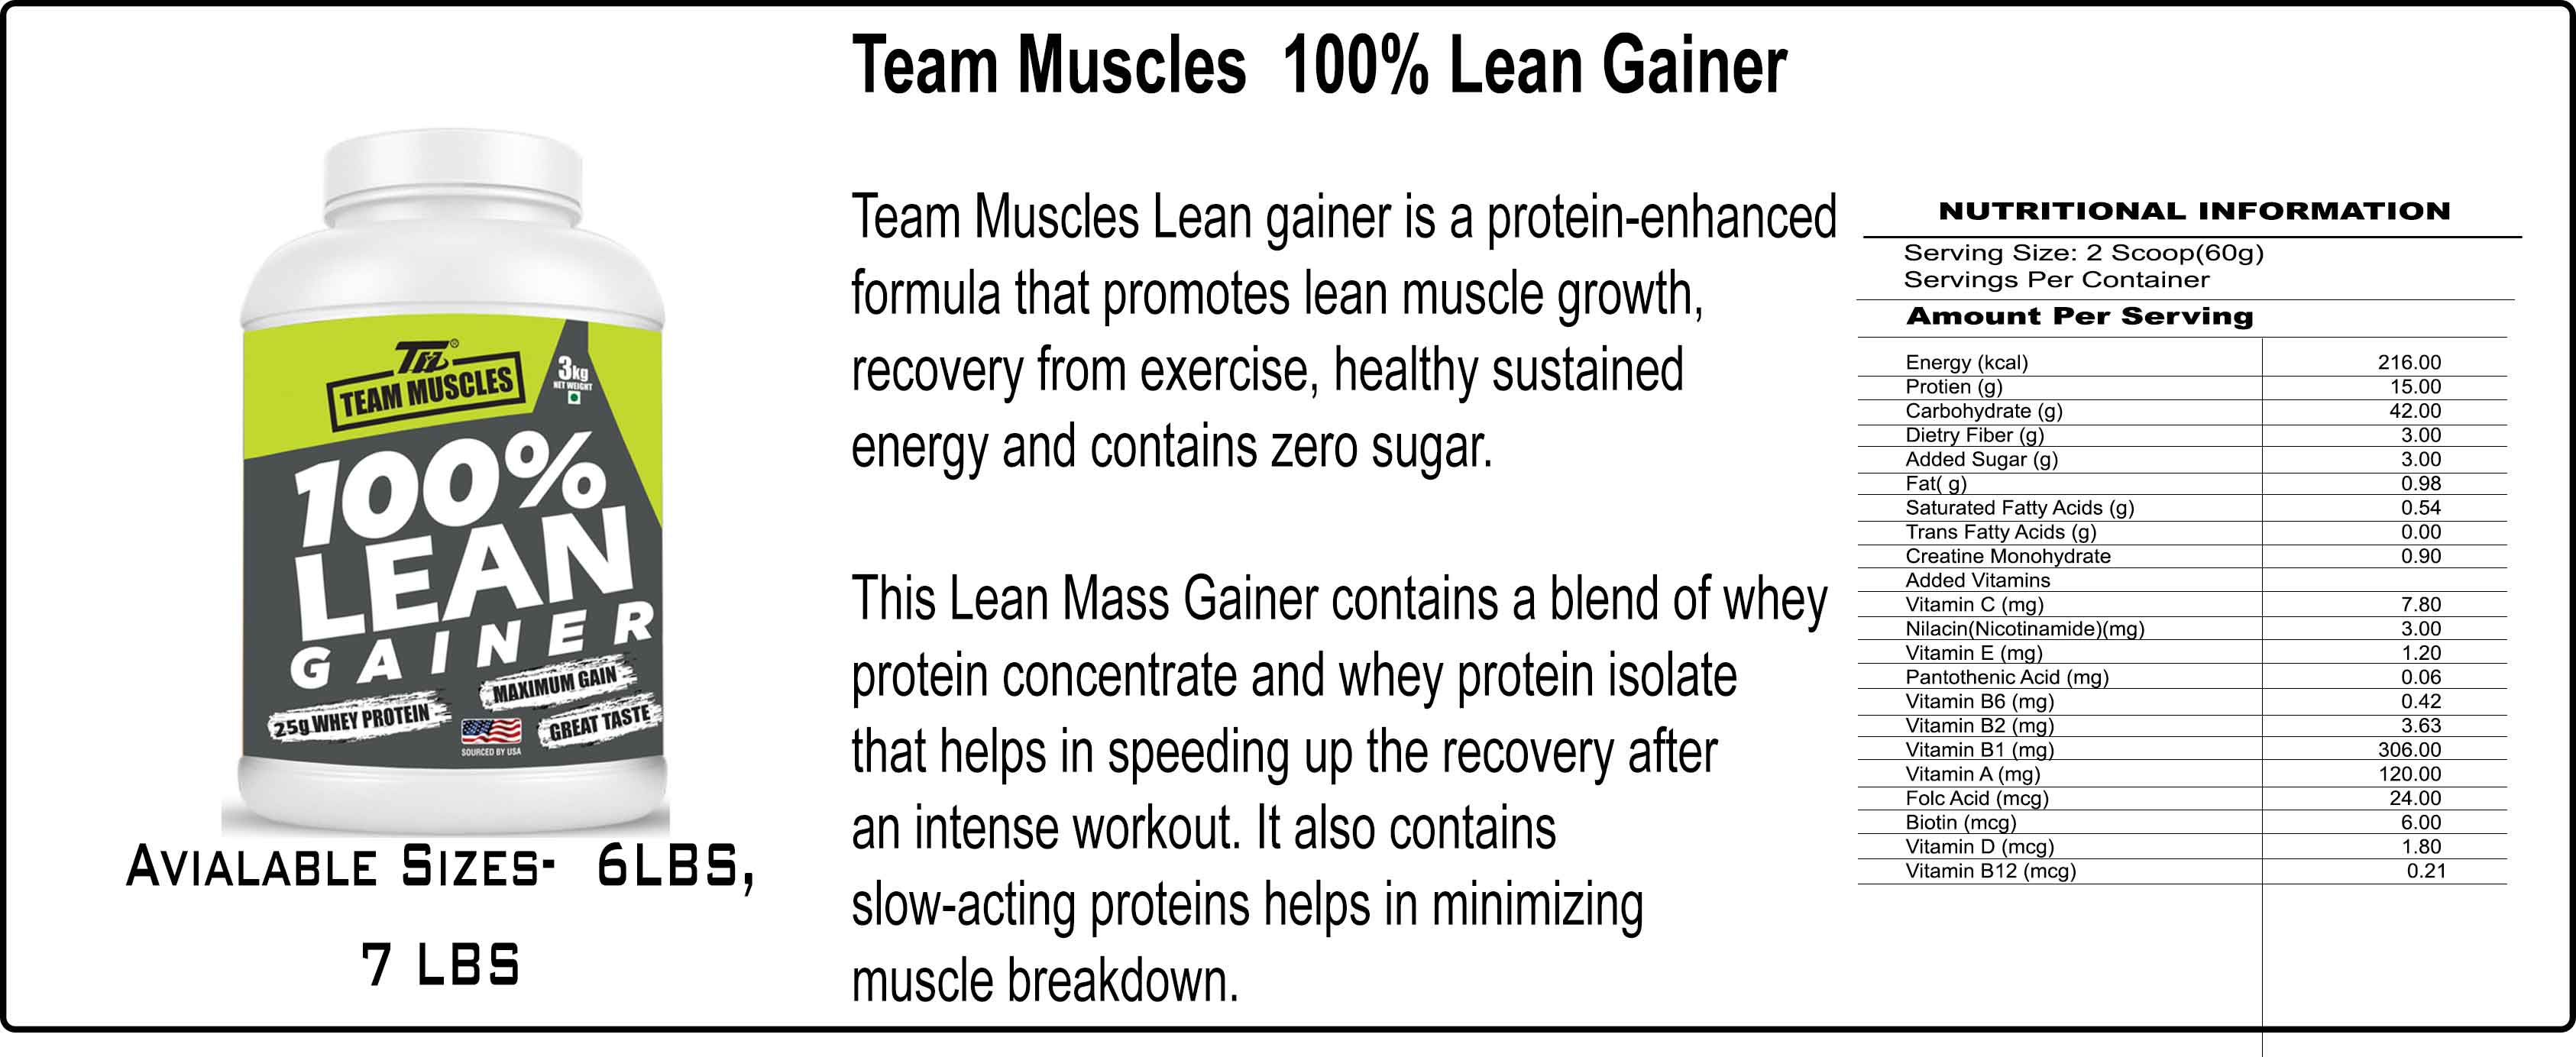 Team Muscles 100% Lean Gainer
Team Muscles Lean gainer is a protein-enhanced
formula that promotes lean muscle growth,
recovery from exercise, healthy sustained
energy and contains zero sugar.
This Lean Mass Gainer contains a blend of whey
protein concentrate and whey protein isolate
that helps in speeding up the recovery after
an intense workout. It also contains
slow-acting proteins helps in minimizing
muscle breakdown.
TM®
TEAM MUSCLES
3kg
NET WEIGHT
100%
LEAN
GAINER
MAXIMUM GAIN
25g WHEY PROTEIN
GREAT TASTE
SOURCED BY USA
AVIALABLE SIZES- 6LBS,
7 LBS
NUTRITIONAL INFORMATION
Serving Size: 2 Scoop(60g)
Servings Per Container
Amount Per Serving
Energy (kcal) 216.00
Protien (g) 15.00
Carbohydrate (g) 42.00
Dietry Fiber (g) 3.00
Added Sugar (g) 3.00
Fat( g) 0.98
Saturated Fatty Acids (g) 0.54
Trans Fatty Acids (g) 0.00
Creatine Monohydrate 0.90
Added Vitamins
Vitamin C (mg) 7.80
Nilacin(Nicotinamide)(mg) 3.00
Vitamin E (mg) 1.20
Pantothenic Acid (mg) 0.06
Vitamin B6 (mg) 0.42
Vitamin B2 (mg) 3.63
Vitamin B1 (mg) 306.00
Vitamin A (mg) 120.00
Folc Acid (mcg) 24.00
Biotin (mcg) 6.00
Vitamin D (mcg) 1.80
Vitamin B12 (mcg) 0.21